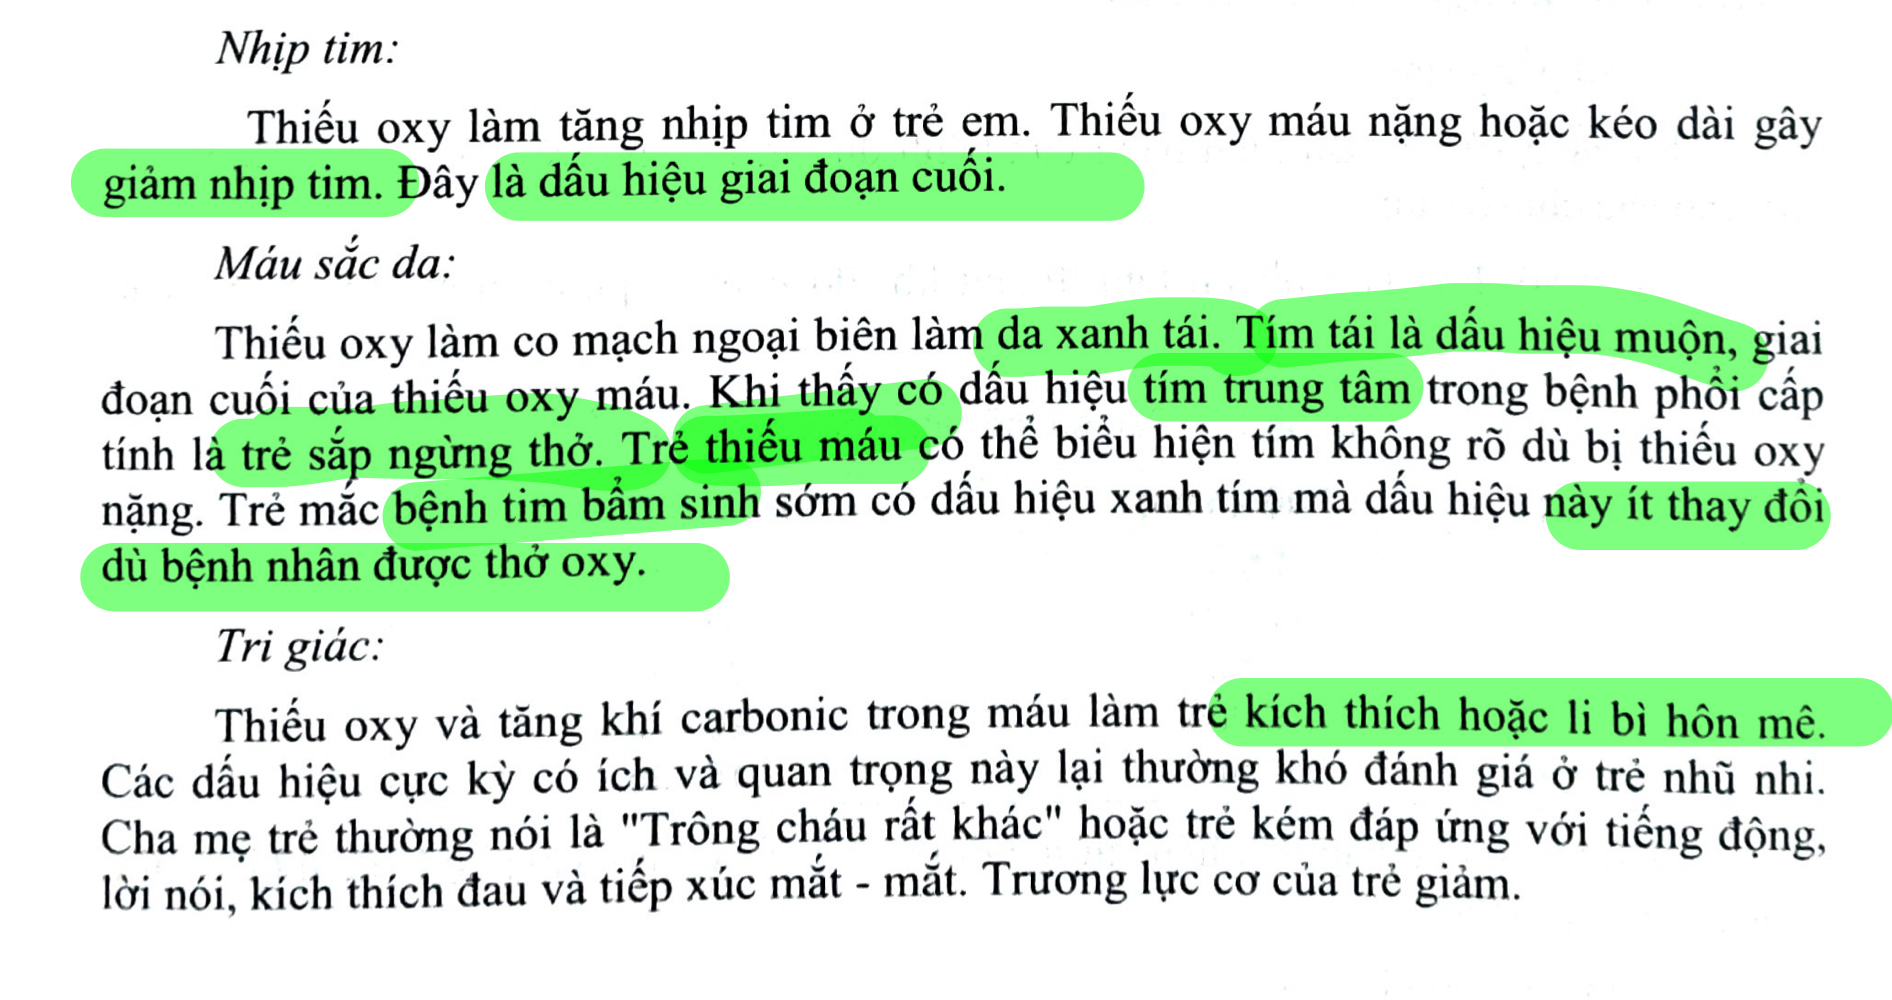 Nhịp tim:
Thiếu oxy làm tăng nhịp tim ở trẻ em. Thiếu oxy máu nặng hoặc kéo dài gây
giảm nhịp tim. Đây là dấu hiệu giai đoạn cuối.
Máu sắc da:
Thiếu oxy làm co mạch ngoại biên làm da xanh tái. Tím tái là dấu hiệu muộn, giai
đoạn cuối của thiếu oxy máu. Khi thấy có dấu hiệu tím trung tâm trong bệnh phổi cấp
tính là trẻ sắp ngừng thở. Trẻ thiếu máu có thể biểu hiện tím không rõ dù bị thiếu oxy
nặng. Trẻ mắc bệnh tim bẩm sinh sớm có dấu hiệu xanh tím mà dấu hiệu này ít thay đổi
dù bệnh nhân được thở oxy.
Tri giác:
Thiếu oxy và tăng khí carbonic trong máu làm trẻ kích thích hoặc li bì hôn mê.
Các dấu hiệu cực kỳ có ích và quan trọng này lại thường khó đánh giá ở trẻ nhũ nhi.
Cha mẹ trẻ thường nói là "Trông cháu rất khác" hoặc trẻ kém đáp ứng với tiếng động,
lời nói, kích thích đau và tiếp xúc mắt - mắt. Trương lực cơ của trẻ giảm.